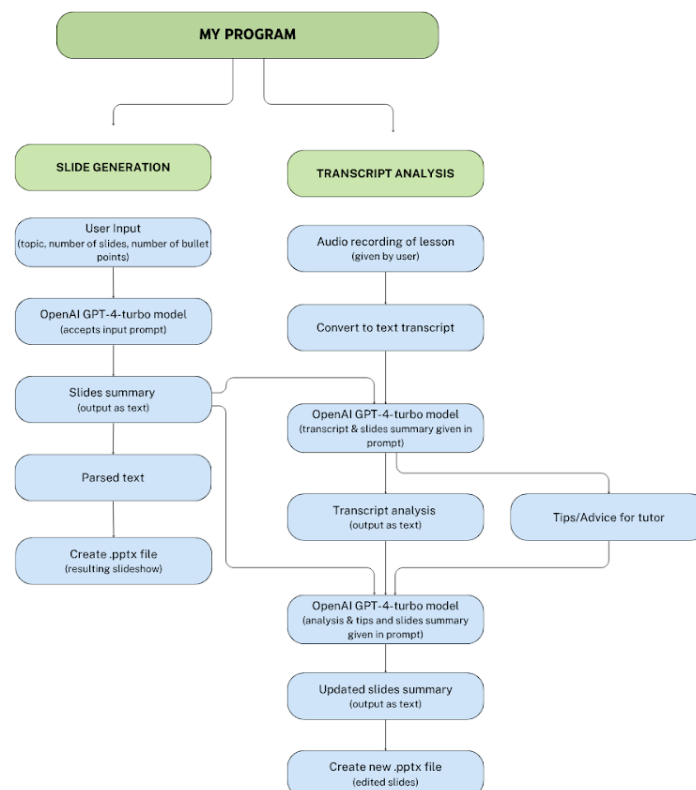 MY PROGRAM
SLIDE GENERATION
User Input
(topic, number of slides, number of bullet
points)
OpenAI GPT-4-turbo model
(accepts input prompt)
Slides summary
(output as text)
Parsed text
Create .pptx file
(resulting slideshow)
TRANSCRIPT ANALYSIS
Audio recording of lesson
(given by user)
Convert to text transcript
OpenAI GPT-4-turbo model
(transcript & slides summary given in
prompt)
Transcript analysis
(output as text)
Tips/Advice for tutor
OpenAI GPT-4-turbo model
(analysis & tips and slides summary
given in prompt)
Updated slides summary
(output as text)
Create new .pptx file
(edited slides)